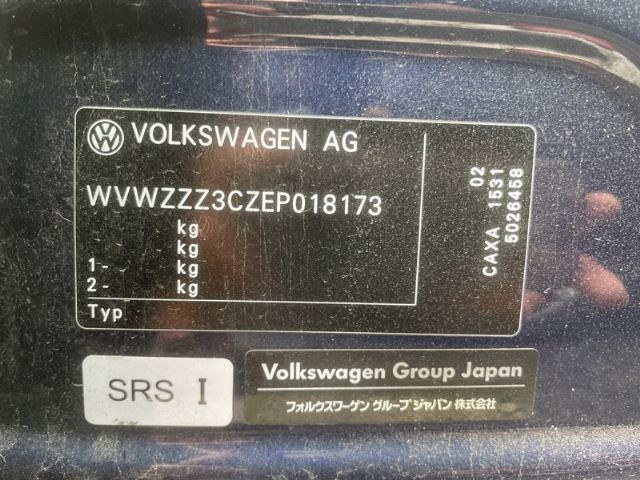 VOLKSWAGEN AG
WVWZZZ3CZEP018173
kg
kg
1- kg
2- kg
Typ
02
CAXA 1531
5026458
SRS I
Volkswagen Group Japan
フォルクスワーゲン グループ ジャパン 株式会社